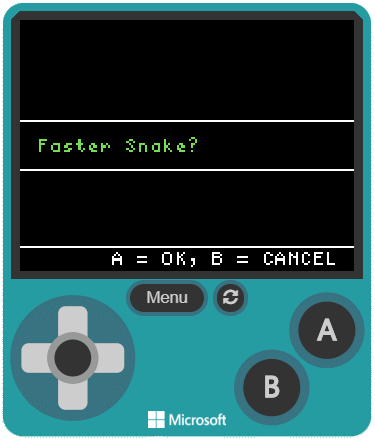 Faster Snake?
A = OK, B = CANCEL
Menu
A
B
Microsoft